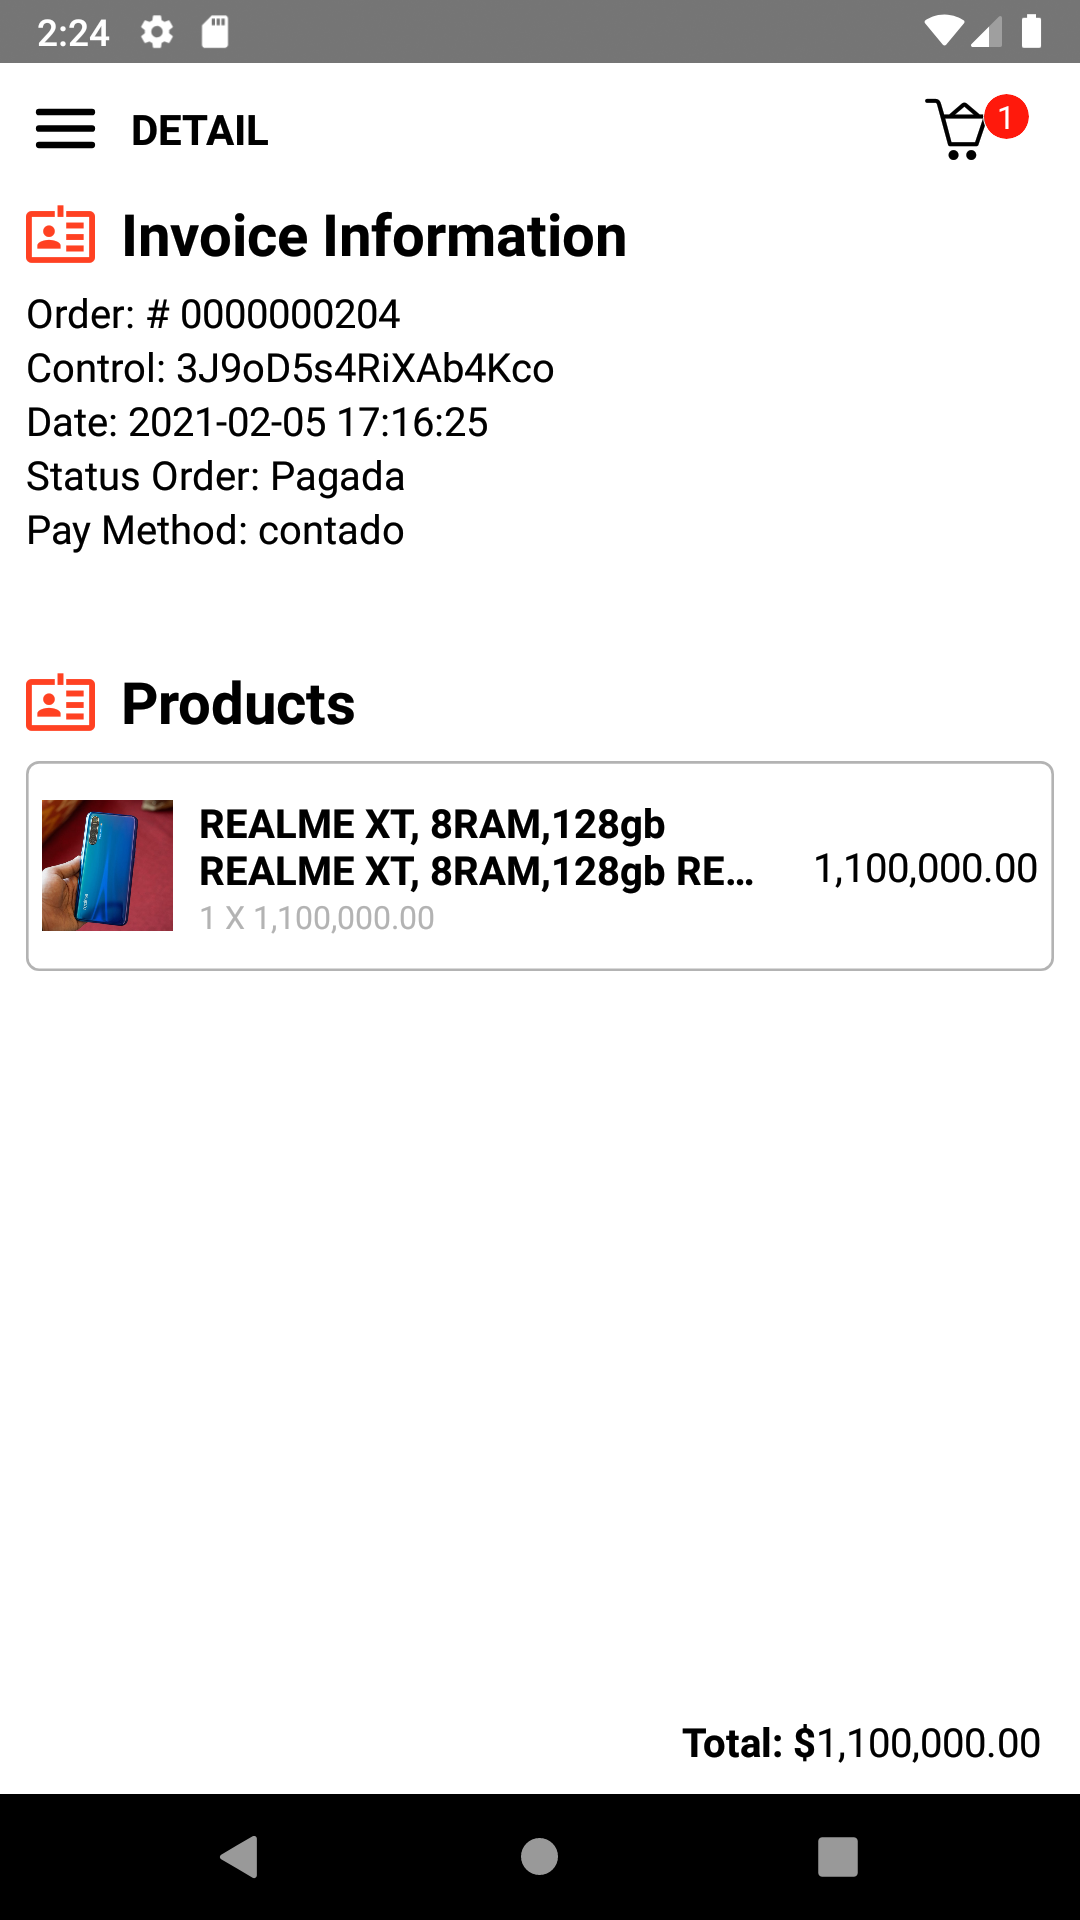 2:24
DETAIL
1
Invoice Information
Order: # 0000000204
Control: 3J9oD5s4RiXAb4Kco
Date: 2021-02-05 17:16:25
Status Order: Pagada
Pay Method: contado
Products
REALME XT, 8RAM,128gb
REALME XT, 8RAM,128gb RE...
1,100,000.00
1 X 1,100,000.00
Total: $1,100,000.00